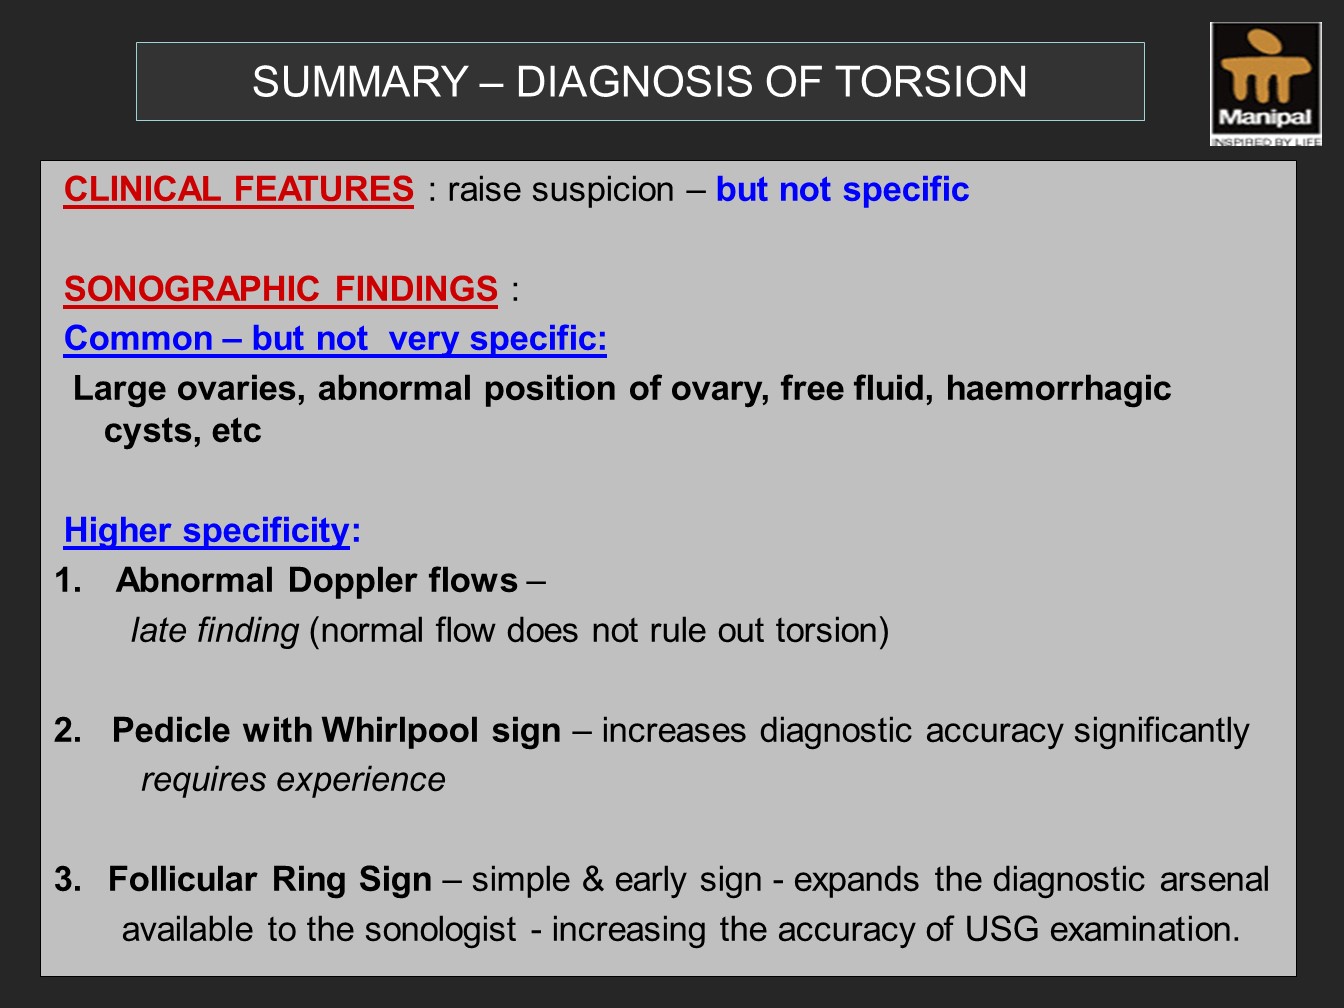 SUMMARY – DIAGNOSIS OF TORSION
Manipal
INSPIRED BY LIFE
CLINICAL FEATURES : raise suspicion – but not specific
SONOGRAPHIC FINDINGS :
Common – but not very specific:
Large ovaries, abnormal position of ovary, free fluid, haemorrhagic
cysts, etc
Higher specificity:
1. Abnormal Doppler flows –
late finding (normal flow does not rule out torsion)
2. Pedicle with Whirlpool sign – increases diagnostic accuracy significantly
requires experience
3. Follicular Ring Sign – simple & early sign - expands the diagnostic arsenal
available to the sonologist - increasing the accuracy of USG examination.